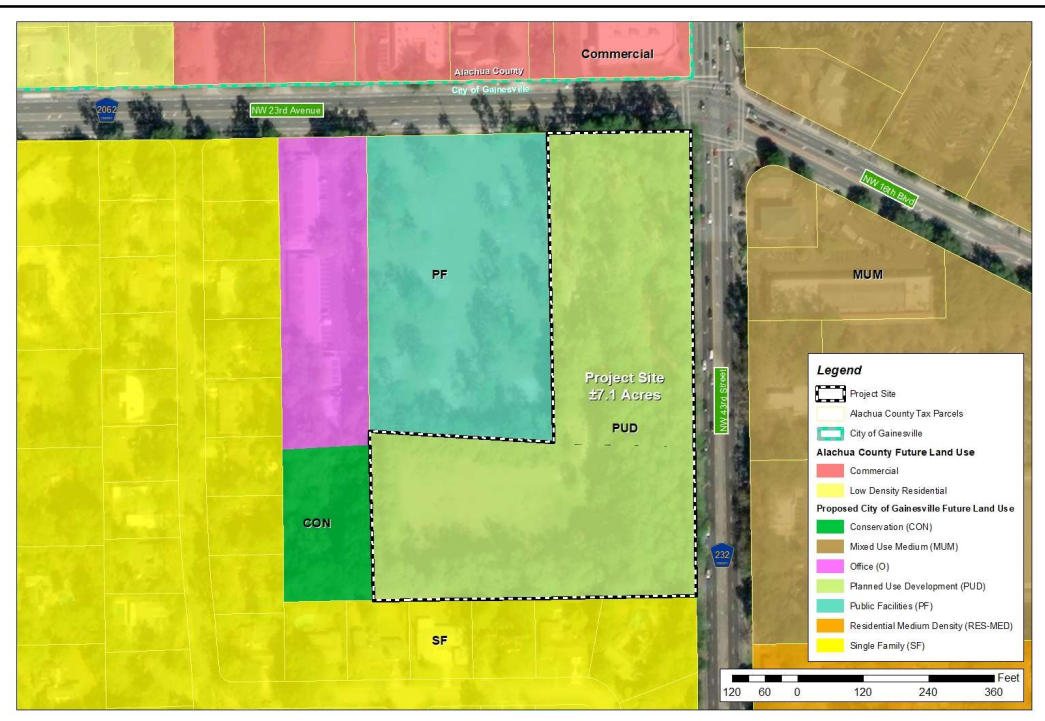 Commercial
Alachua County
City of Gainesville
2062
NW 23rd Avenue
NW 16th Blvd
PF
MUM
Project Site
±7.1 Acres
PUD
NW 43rd Street
CON
232
SF
Legend
Project Site
Alachua County Tax Parcels
City of Gainesville
Alachua County Future Land Use
Commercial
Low Density Residential
Proposed City of Gainesville Future Land Use
Conservation (CON)
Mixed Use Medium (MUM)
Office (O)
Planned Use Development (PUD)
Public Facilities (PF)
Residential Medium Density (RES-MED)
Single Family (SF)
Feet
120 60 0 120 240 360